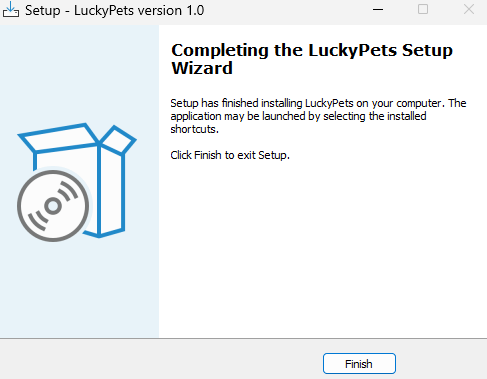 Setup - LuckyPets version 1.0
Completing the LuckyPets Setup
Wizard
Setup has finished installing LuckyPets on your computer. The
application may be launched by selecting the installed
shortcuts.
Click Finish to exit Setup.
Finish